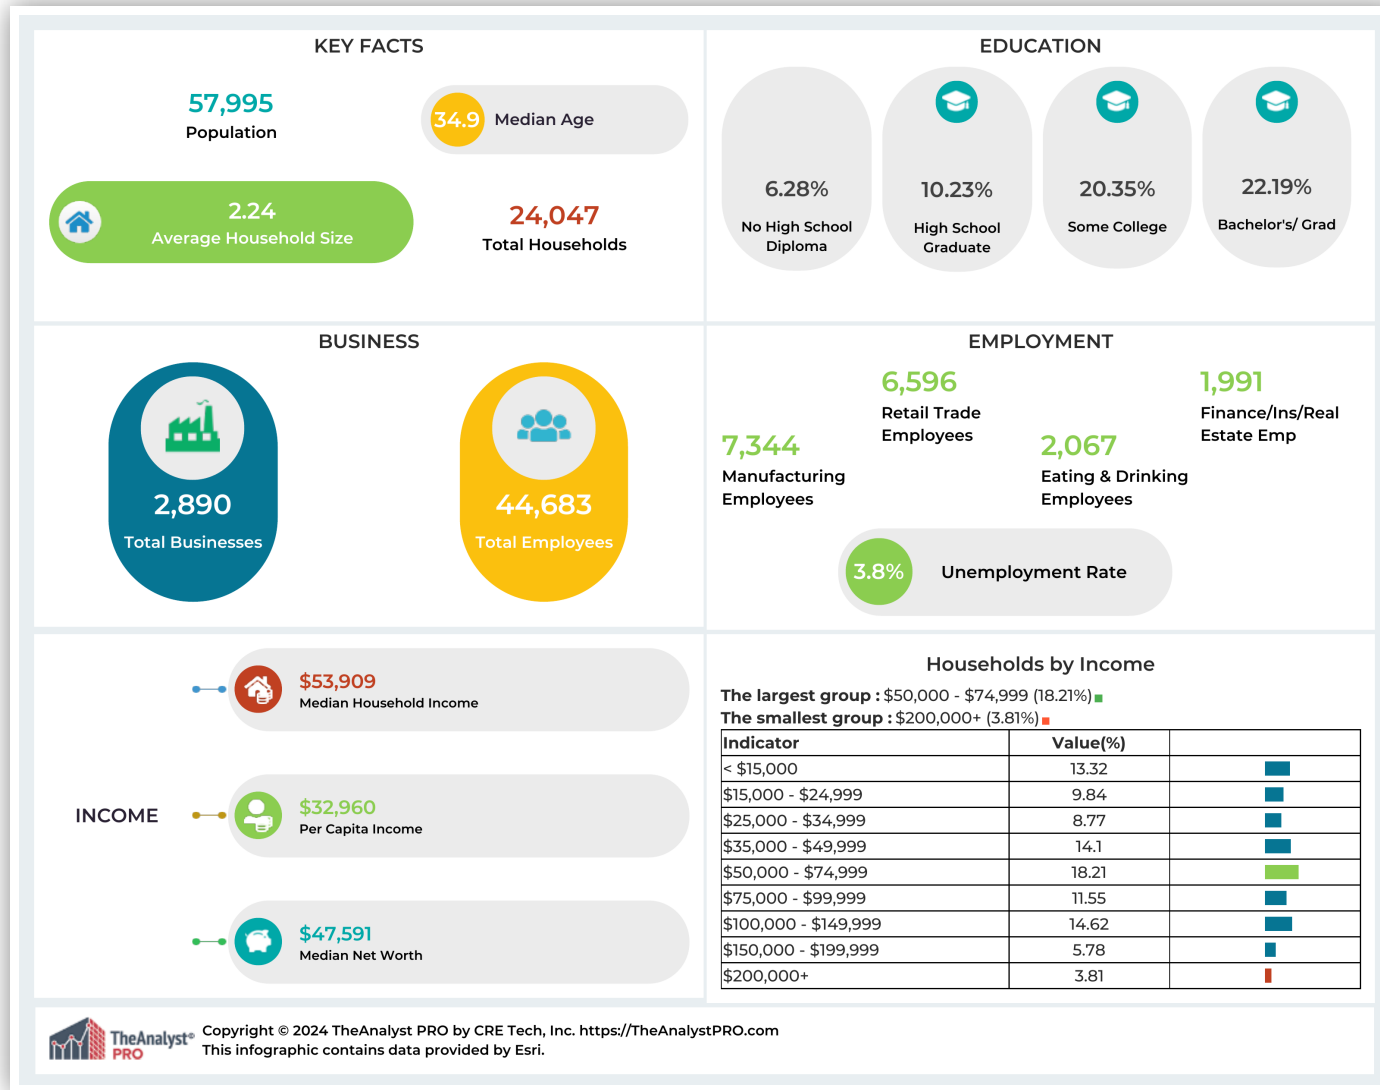 KEY FACTS
57,995
Population
34.9
Median Age
2.24
Average Household Size
24,047
Total Households
EDUCATION
6.28%
No High School
Diploma
10.23%
High School
Graduate
20.35%
Some College
22.19%
Bachelor's/ Grad
BUSINESS
2,890
Total Businesses
44,683
Total Employees
EMPLOYMENT
7,344
Manufacturing
Employees
6,596
Retail Trade
Employees
2,067
Eating & Drinking
Employees
1,991
Finance/Ins/Real
Estate Emp
3.8%
Unemployment Rate
INCOME
$53,909
Median Household Income
$32,960
Per Capita Income
$47,591
Median Net Worth
Households by Income
The largest group : $50,000 - $74,999 (18.21%)
The smallest group : $200,000+ (3.81%)
Indicator Value(%)
< $15,000 13.32
$15,000 - $24,999 9.84
$25,000 - $34,999 8.77
$35,000 - $49,999 14.1
$50,000 - $74,999 18.21
$75,000 - $99,999 11.55
$100,000 - $149,999 14.62
$150,000 - $199,999 5.78
$200,000+ 3.81
TheAnalyst®
PRO
Copyright © 2024 TheAnalyst PRO by CRE Tech, Inc. https://TheAnalystPRO.com
This infographic contains data provided by Esri.